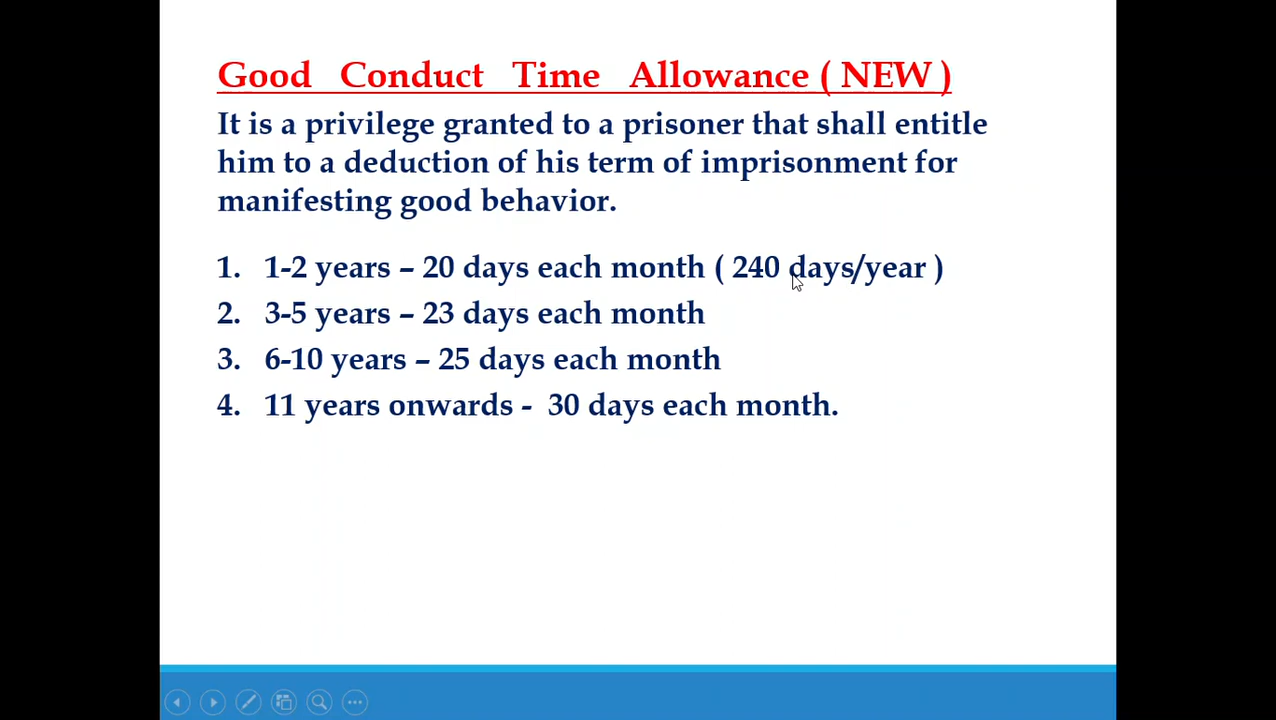 Good Conduct Time Allowance ( NEW )
It is a privilege granted to a prisoner that shall entitle
him to a deduction of his term of imprisonment for
manifesting good behavior.
1. 1-2 years – 20 days each month ( 240 days/year )
2. 3-5 years – 23 days each month
3. 6-10 years – 25 days each month
4. 11 years onwards - 30 days each month.